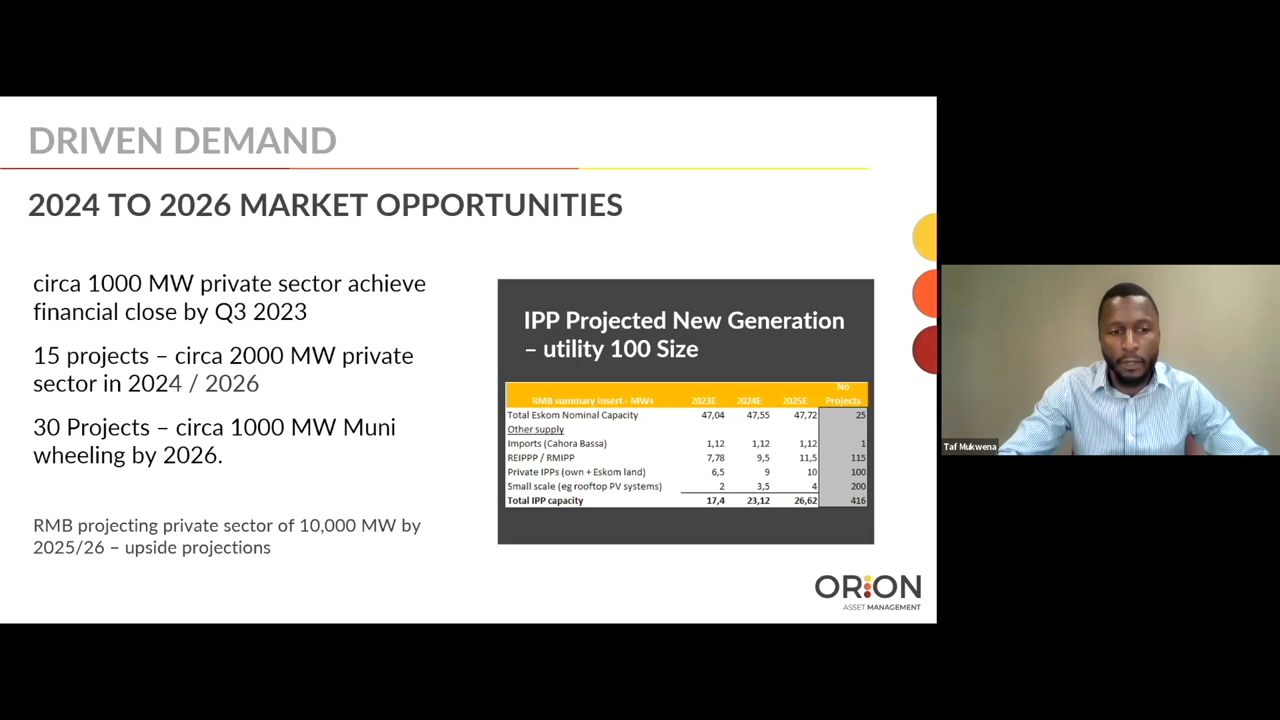 DRIVEN DEMAND
2024 TO 2026 MARKET OPPORTUNITIES
circa 1000 MW private sector achieve
financial close by Q3 2023
15 projects – circa 2000 MW private
sector in 2024 / 2026
30 Projects – circa 1000 MW Muni
wheeling by 2026.
RMB projecting private sector of 10,000 MW by
2025/26 – upside projections
IPP Projected New Generation
– utility 100 Size
RMB summary insert - MWs 2023E 2024E 2025E No Projects
Total Eskom Nominal Capacity 47,04 47,55 47,72 25
Other supply
Imports (Cahora Bassa) 1,12 1,12 1,12 1
REIPPP / RMIPP 7,78 9,5 11,5 115
Private IPPs (own + Eskom land) 6,5 9 10 100
Small scale (eg rooftop PV systems) 2 3,5 4 200
Total IPP capacity 17,4 23,12 26,62 416
ORION
ASSET MANAGEMENT
Taf Mukwena